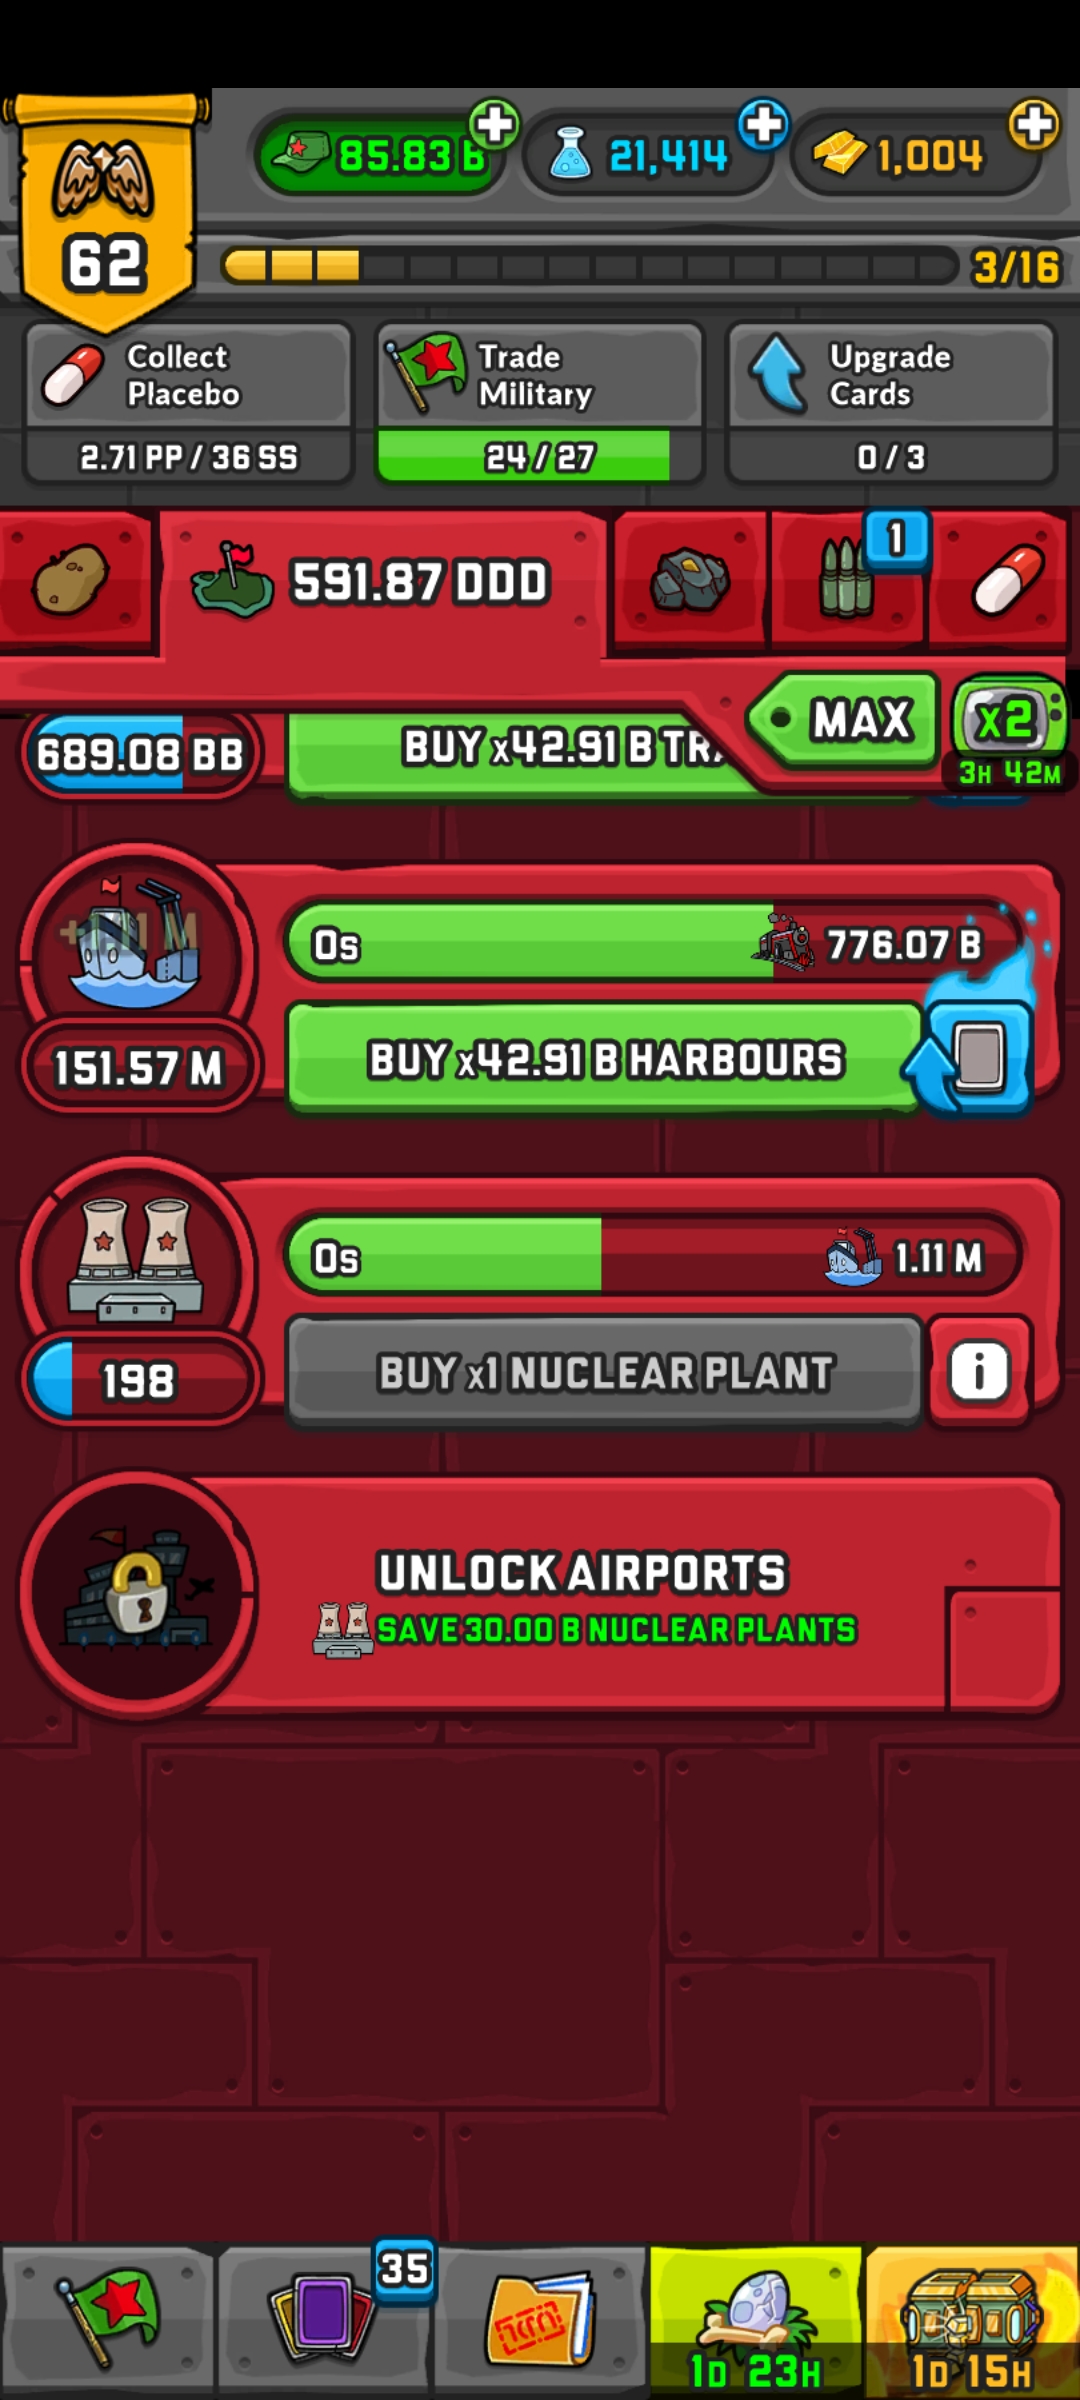 85.83 B
21,414
1,004
62
3/16
Collect
Placebo
2.71 PP / 36 SS
Trade
Military
24 / 27
Upgrade
Cards
0 / 3
591.87 DDD
1
MAX
x2
3H 42M
689.08 BB
BUY x42.91 B
0s
776.07 B
151.57 M
BUY x42.91 B HARBOURS
0s
1.11 M
198
BUY x1 NUCLEAR PLANT
i
UNLOCK AIRPORTS
SAVE 30.00 B NUCLEAR PLANTS
35
1D 23H
1D 15H